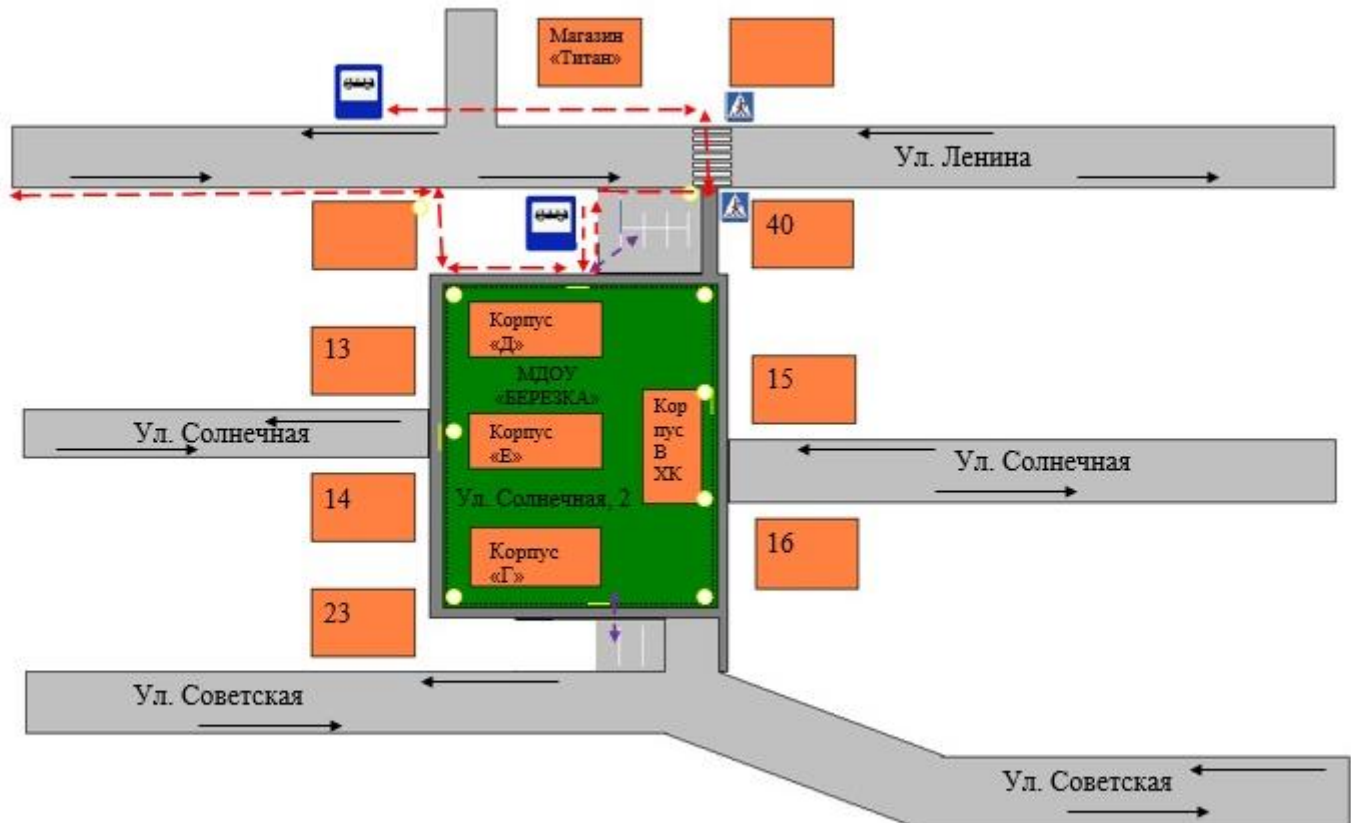 Магазин
«Титан»
Ул. Ленина
40
Корпус
«Д»
13
МДОУ
«БЕРЕЗКА»
15
Кор
пус
В
ХК
Ул. Солнечная
Корпус
«Е»
Ул. Солнечная
14
Ул. Солнечная, 2
16
Корпус
«Г»
23
Ул. Советская
Ул. Советская